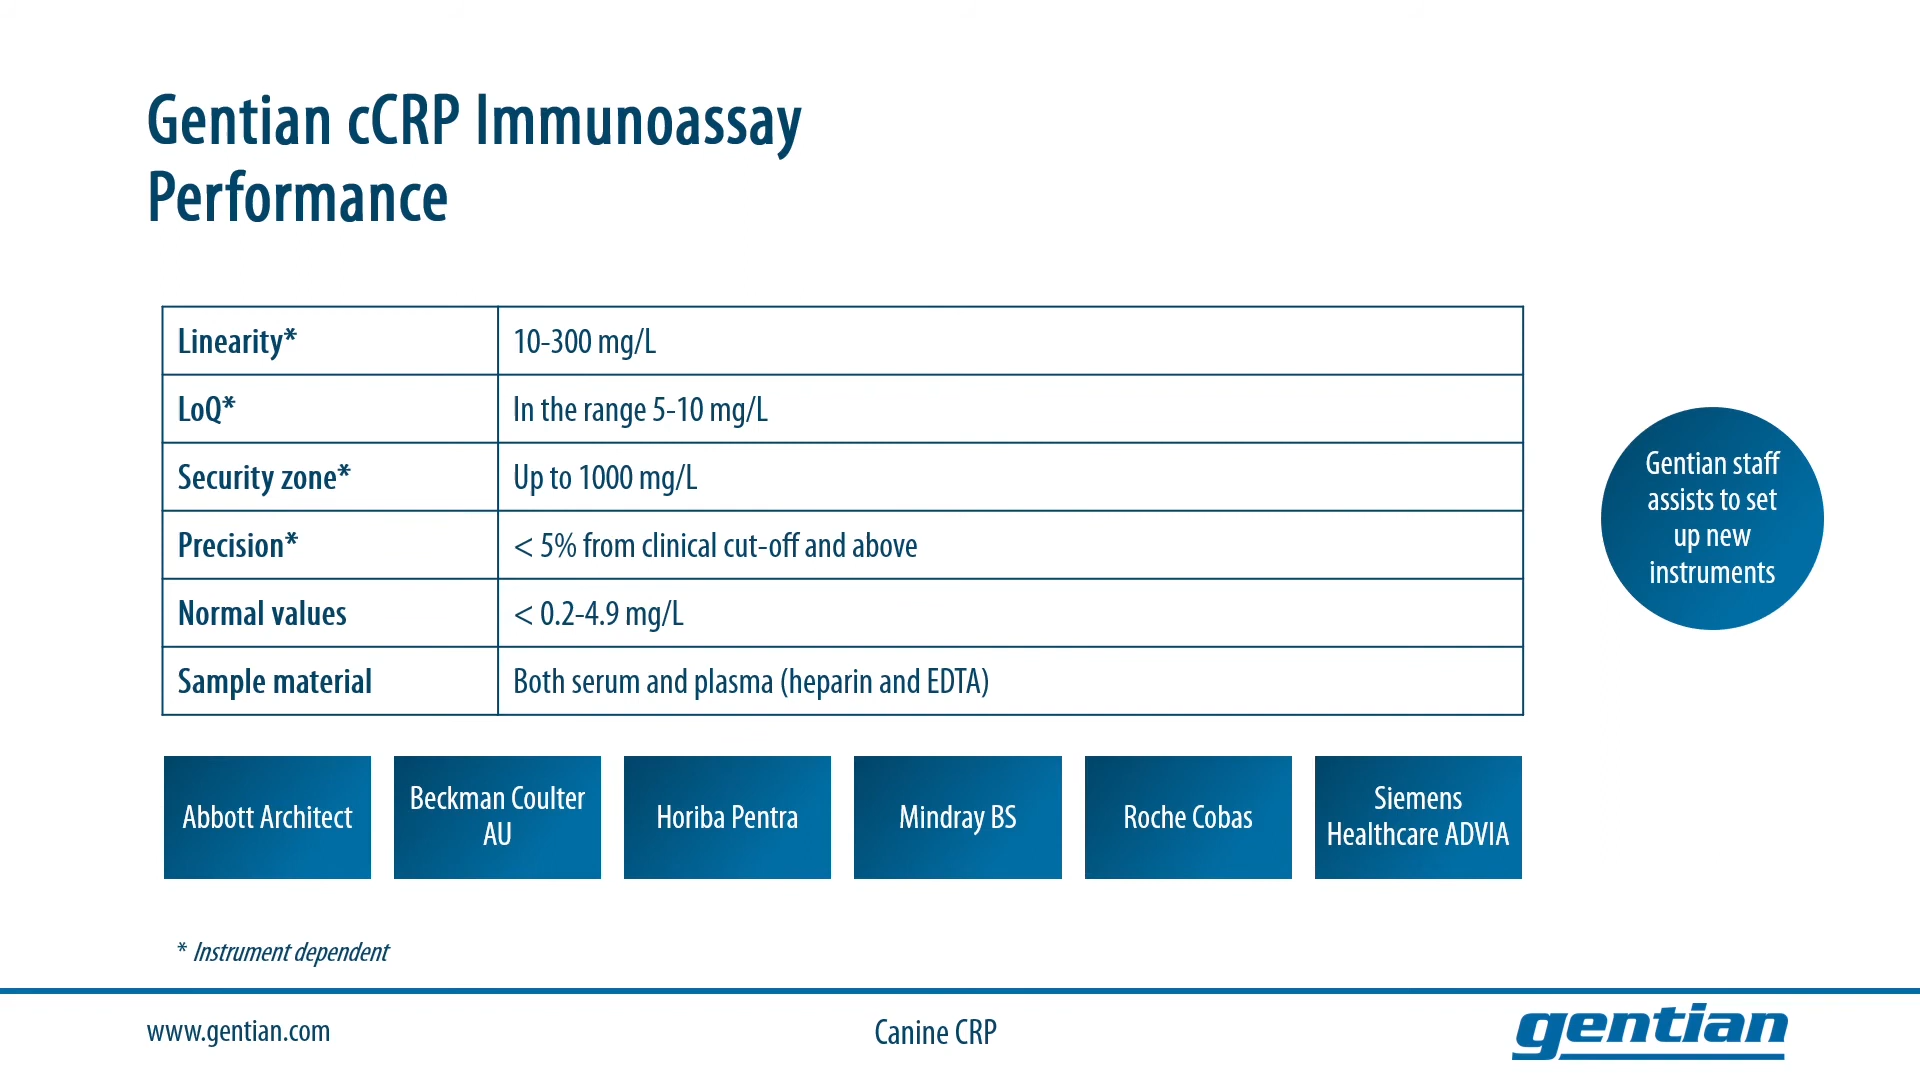 Gentian cCRP Immunoassay
Performance
Linearity* 10-300 mg/L
LoQ* In the range 5-10 mg/L
Security zone* Up to 1000 mg/L
Precision* < 5% from clinical cut-off and above
Normal values < 0.2-4.9 mg/L
Sample material Both serum and plasma (heparin and EDTA)
Gentian staff
assists to set
up new
instruments
Abbott Architect
Beckman Coulter
AU
Horiba Pentra
Mindray BS
Roche Cobas
Siemens
Healthcare ADVIA
* Instrument dependent
www.gentian.com
Canine CRP
gentian